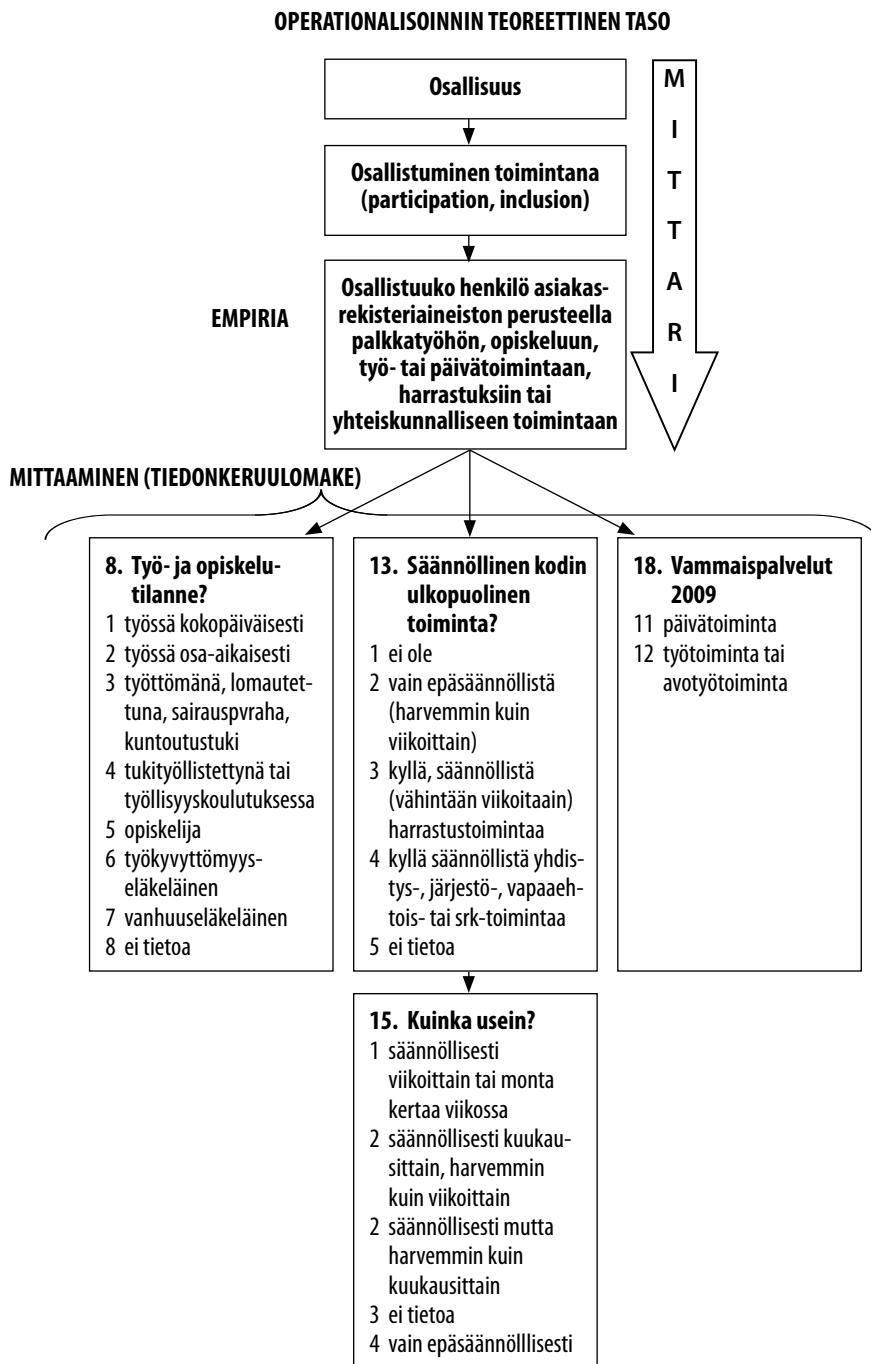 OPERATIONALISOINNIN TEOREETTINEN TASO
Osallisuus
Osallistuminen toimintana
(participation, inclusion)
EMPIRIA
Osallistuuko henkilö asiakas-
rekisteriaineiston perusteella
palkkatyöhön, opiskeluun,
työ- tai päivätoimintaan,
harrastuksiin tai
yhteiskunnalliseen toimintaan
M
I
T
T
A
R
I
MITTAAMINEN (TIEDONKERUULOMAKE)
8. Työ- ja opiskelu-
tilanne?
1 työssä kokopäiväisesti
2 työssä osa-aikaisesti
3 työttömänä, lomautet-
tuna, sairauspvraha,
kuntoutustuki
4 tukityöllistettynä tai
työllisyyskoulutuksessa
5 opiskelija
6 työkyvyttömyys-
eläkeläinen
7 vanhuuseläkeläinen
8 ei tietoa
13. Säännöllinen kodin
ulkopuolinen
toiminta?
1 ei ole
2 vain epäsäännöllistä
(harvemmin kuin
viikoittain)
3 kyllä, säännöllistä
(vähintään viikoitaain)
harrastustoimintaa
4 kyllä säännöllistä yhdis-
tys-, järjestö-, vapaaeh-
tois- tai srk-toimintaa
5 ei tietoa
18. Vammaispalvelut
2009
11 päivätoiminta
12 työtoiminta tai
avotyötoiminta
15. Kuinka usein?
1 säännöllisesti
viikoittain tai monta
kertaa viikossa
2 säännöllisesti kuukau-
sittain, harvemmin
kuin viikoittain
2 säännöllisesti mutta
harvemmin kuin
kuukausittain
3 ei tietoa
4 vain epäsäännölllisesti